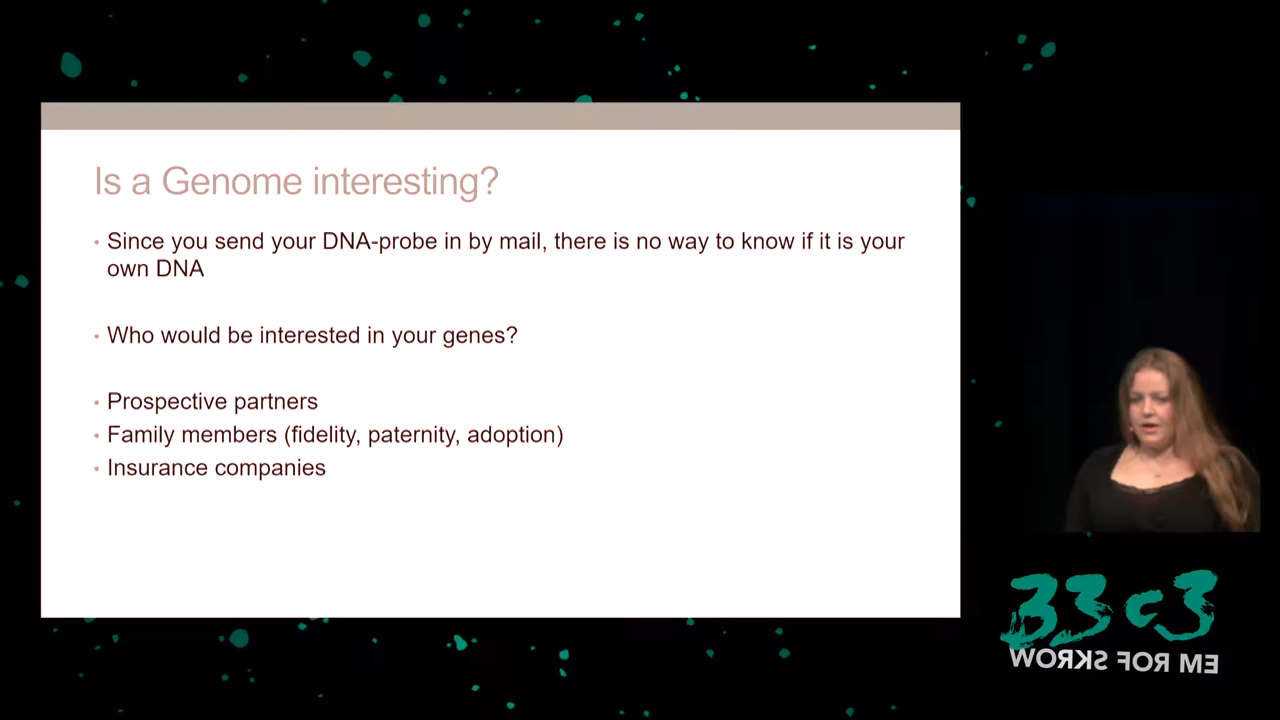 Is a Genome interesting?
• Since you send your DNA-probe in by mail, there is no way to know if it is your
own DNA
• Who would be interested in your genes?
• Prospective partners
• Family members (fidelity, paternity, adoption)
• Insurance companies
33c3
WORKS FOR ME